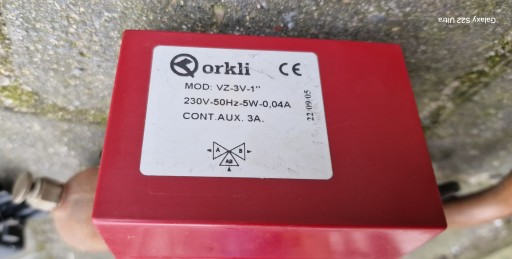 orkli CE
MOD: VZ-3V-1"
230V-50Hz-5W-0,04A
CONT.AUX. 3A.
22 09 05
A B
AB
Galaxy S22 Ultra